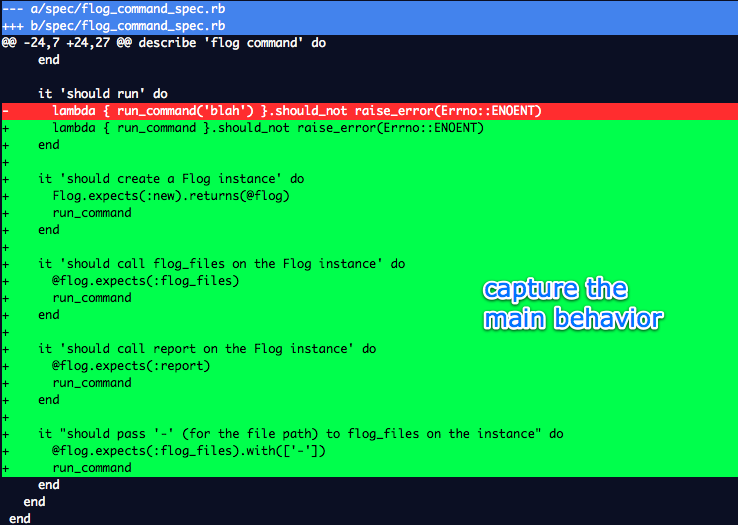 --- a/spec/flog_command_spec.rb
+++ b/spec/flog_command_spec.rb
@@ -24,7 +24,27 @@ describe 'flog command' do
     end

     it 'should run' do
-      lambda { run_command('blah') }.should_not raise_error(Errno::ENOENT)
+      lambda { run_command }.should_not raise_error(Errno::ENOENT)
+    end
+
+    it 'should create a Flog instance' do
+      Flog.expects(:new).returns(@flog)
+      run_command
+    end
+
+    it 'should call flog_files on the Flog instance' do
+      @flog.expects(:flog_files)
+      run_command
+    end
+
+    it 'should call report on the Flog instance' do
+      @flog.expects(:report)
+      run_command
+    end
+
+    it "should pass '-' (for the file path) to flog_files on the instance" do
+      @flog.expects(:flog_files).with(['-'])
+      run_command
     end
   end
 end
capture the
main behavior